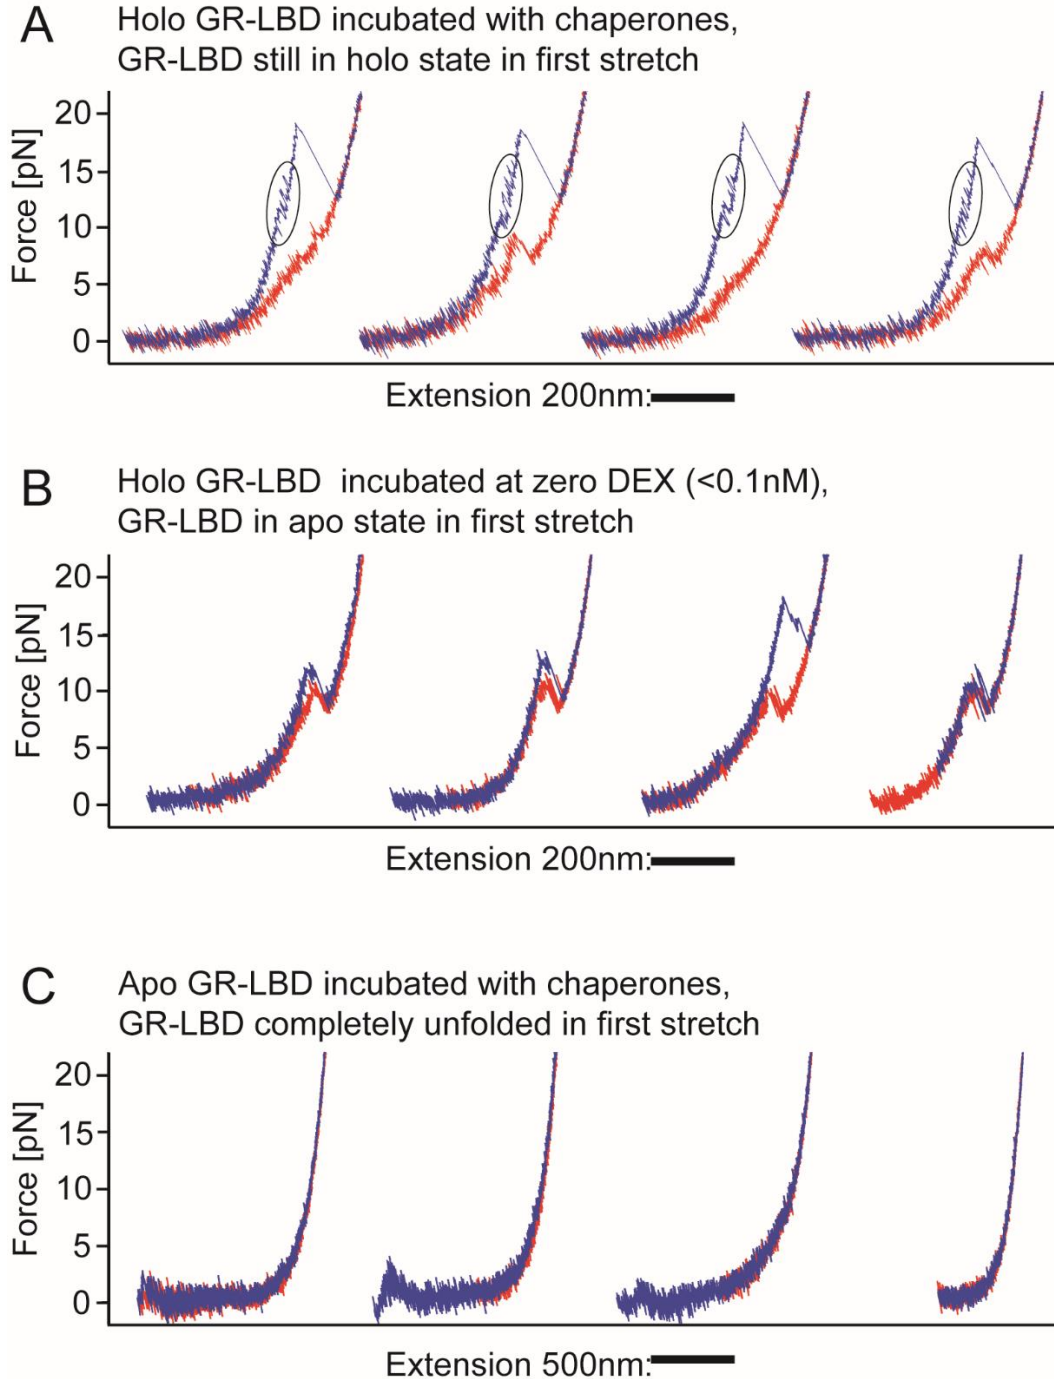 A
Holo GR-LBD incubated with chaperones,
GR-LBD still in holo state in first stretch
Force [pN]
20
15
10
5
0
Extension 200nm:
B
Holo GR-LBD incubated at zero DEX (<0.1nM),
GR-LBD in apo state in first stretch
Force [pN]
20
15
10
5
0
Extension 200nm:
C
Apo GR-LBD incubated with chaperones,
GR-LBD completely unfolded in first stretch
Force [pN]
20
15
10
5
0
Extension 500nm: